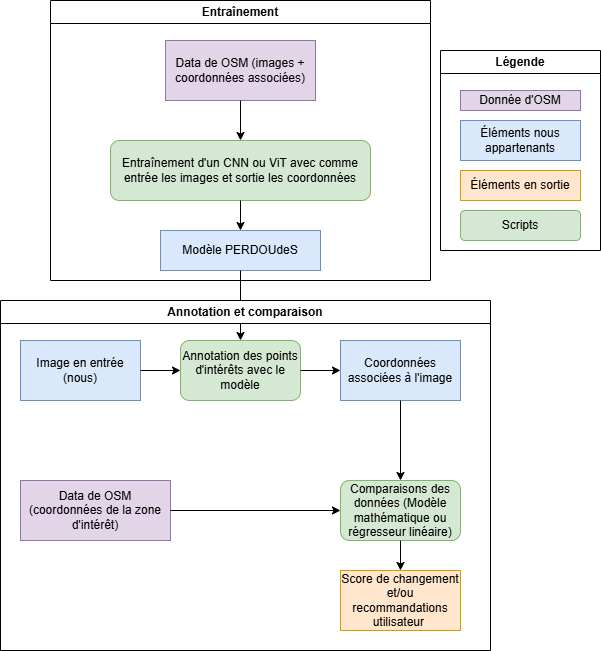 Entraînement
Data de OSM (images +
coordonnées associées)
Entraînement d'un CNN ou ViT avec comme
entrée les images et sortie les coordonnées
Modèle PERDOUdeS
Légende
Donnée d'OSM
Éléments nous
appartenants
Éléments en sortie
Scripts
Annotation et comparaison
Image en entrée
(nous)
Annotation des points
d'intérêts avec le
modèle
Coordonnées
associées à l'image
Data de OSM
(coordonnées de la zone
d'intérêt)
Comparaisons des
données (Modèle
mathématique ou
régresseur linéaire)
Score de changement
et/ou
recommandations
utilisateur